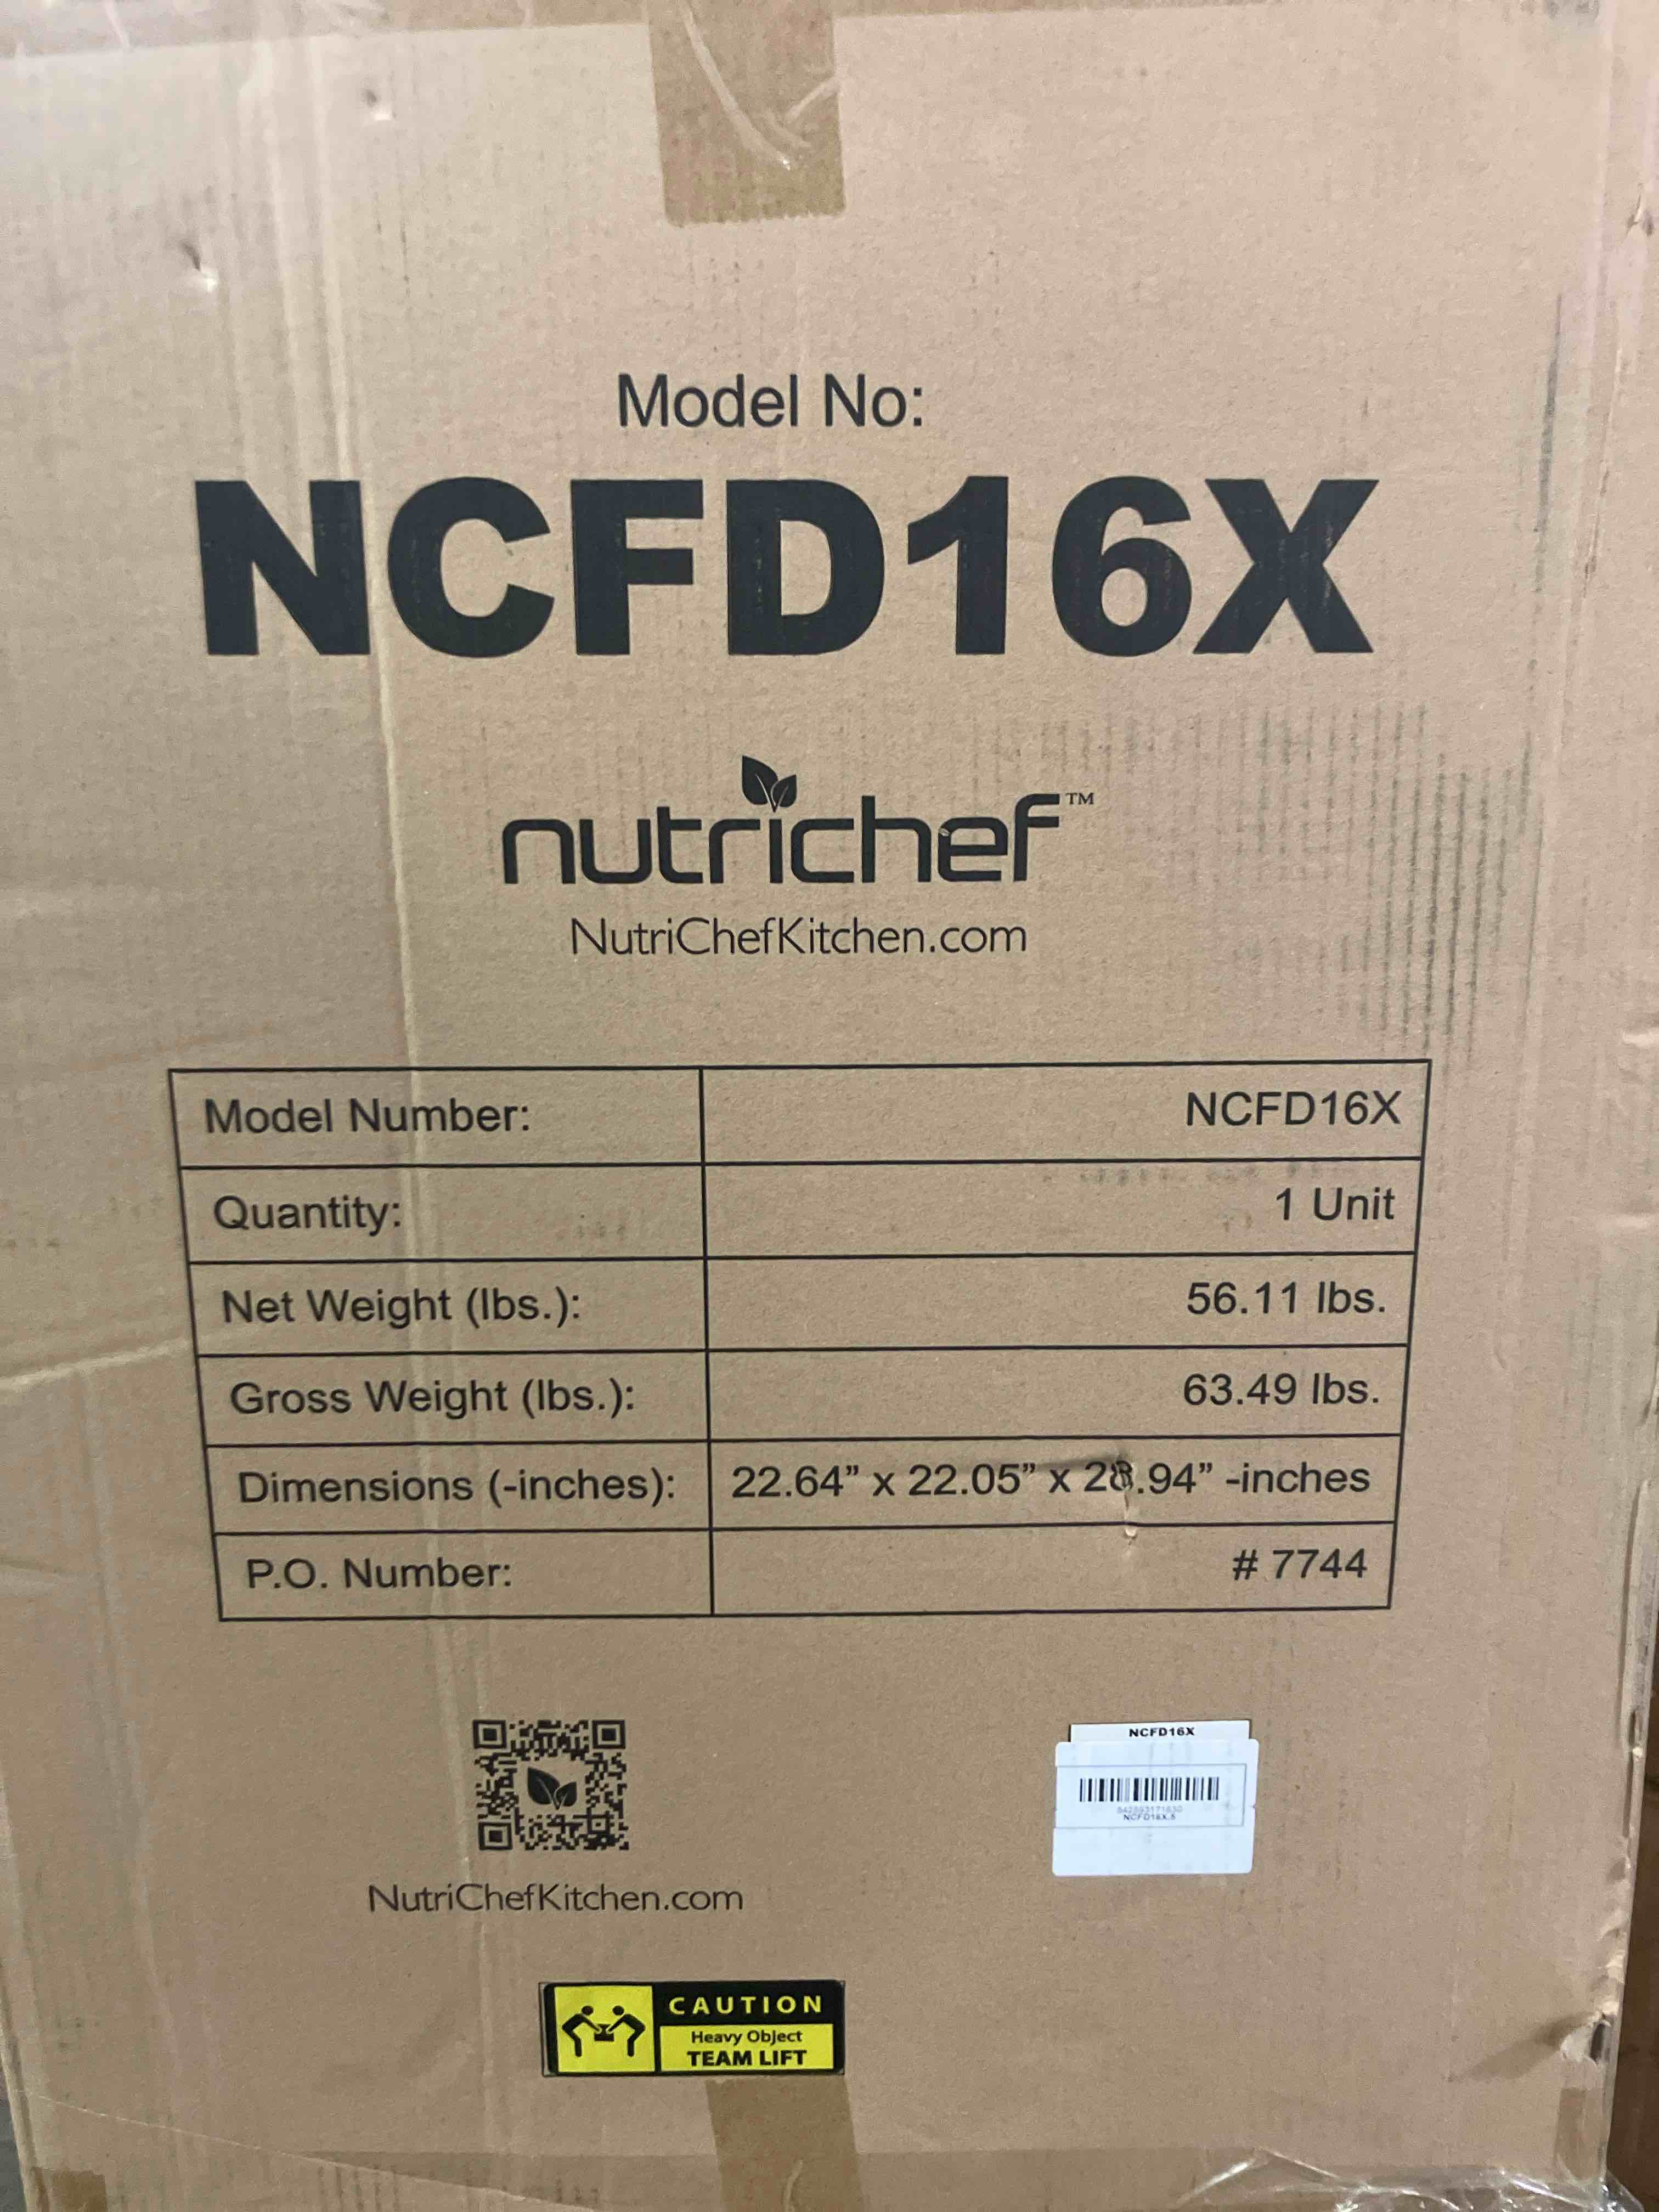 Model No:
NCFD16X
nutrichef™
NutriChefKitchen.com
Model Number: NCFD16X
Quantity: 1 Unit
Net Weight (lbs.): 56.11 lbs.
Gross Weight (lbs.): 63.49 lbs.
Dimensions (-inches): 22.64” x 22.05” x 28.94” -inches
P.O. Number: # 7744
NCFD16X
NCFD16X.5
NutriChefKitchen.com
CAUTION
Heavy Object
TEAM LIFT